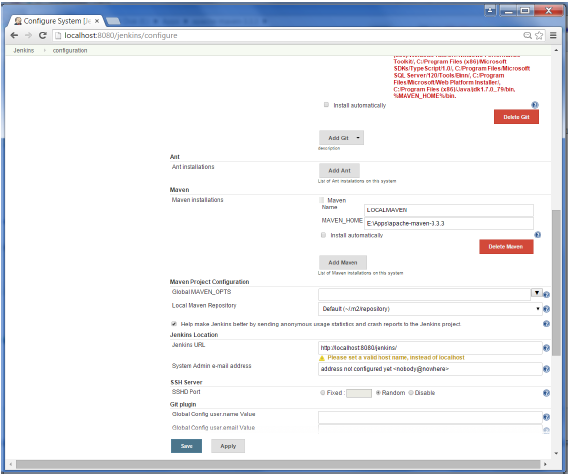 Configure System [Je
localhost:8080/jenkins/configure
Jenkins configuration
Toolkit/, C:/Program Files (x86)/Microsoft
SDKs/TypeScript/1.0/, C:/Program Files/Microsoft
SQL Server/120/Tools/Binn/, C:/Program
Files/Microsoft/Web Platform Installer/,
C:/Program Files (x86)/Java/jdk1.7.0_79/bin,
%MAVEN_HOME%/bin.
Install automatically
Delete Git
Add Git
description
Ant
Ant installations
Add Ant
List of Ant installations on this system
Maven
Maven installations
Maven
Name
LOCALMAVEN
MAVEN_HOME
E:\Apps\apache-maven-3.3.3
Install automatically
Delete Maven
Add Maven
List of Maven installations on this system
Maven Project Configuration
Global MAVEN_OPTS
Local Maven Repository
Default (~/.m2/repository)
Help make Jenkins better by sending anonymous usage statistics and crash reports to the Jenkins project.
Jenkins Location
Jenkins URL
http://localhost:8080/jenkins/
Please set a valid host name, instead of localhost
System Admin e-mail address
address not configured yet <nobody@nowhere>
SSH Server
SSHD Port
Fixed : Random Disable
Git plugin
Global Config user.name Value
Global Config user.email Value
Save Apply